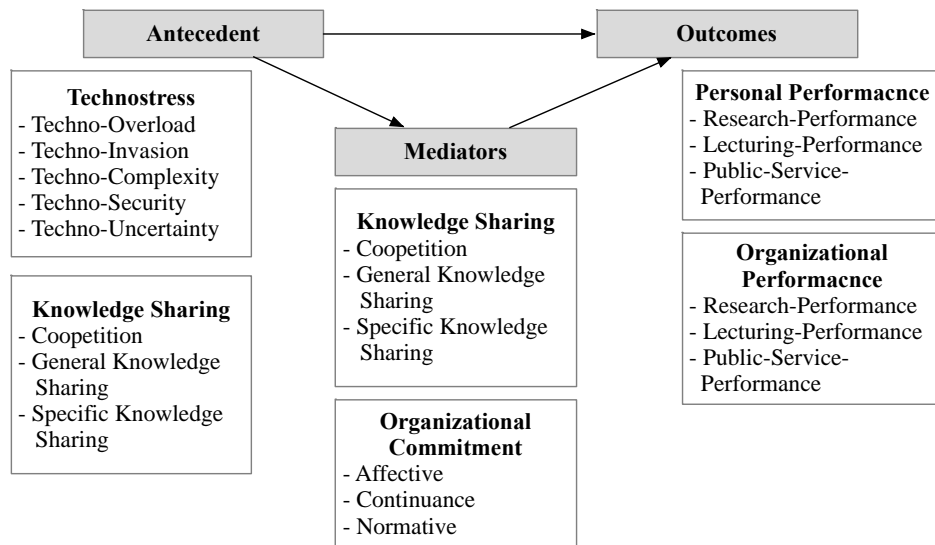 Antecedent
Outcomes
Technostress
- Techno-Overload
- Techno-Invasion
- Techno-Complexity
- Techno-Security
- Techno-Uncertainty
Knowledge Sharing
- Coopetition
- General Knowledge
Sharing
- Specific Knowledge
Sharing
Mediators
Knowledge Sharing
- Coopetition
- General Knowledge
Sharing
- Specific Knowledge
Sharing
Organizational
Commitment
- Affective
- Continuance
- Normative
Personal Performacnce
- Research-Performance
- Lecturing-Performance
- Public-Service-
Performance
Organizational
Performacnce
- Research-Performance
- Lecturing-Performance
- Public-Service-
Performance